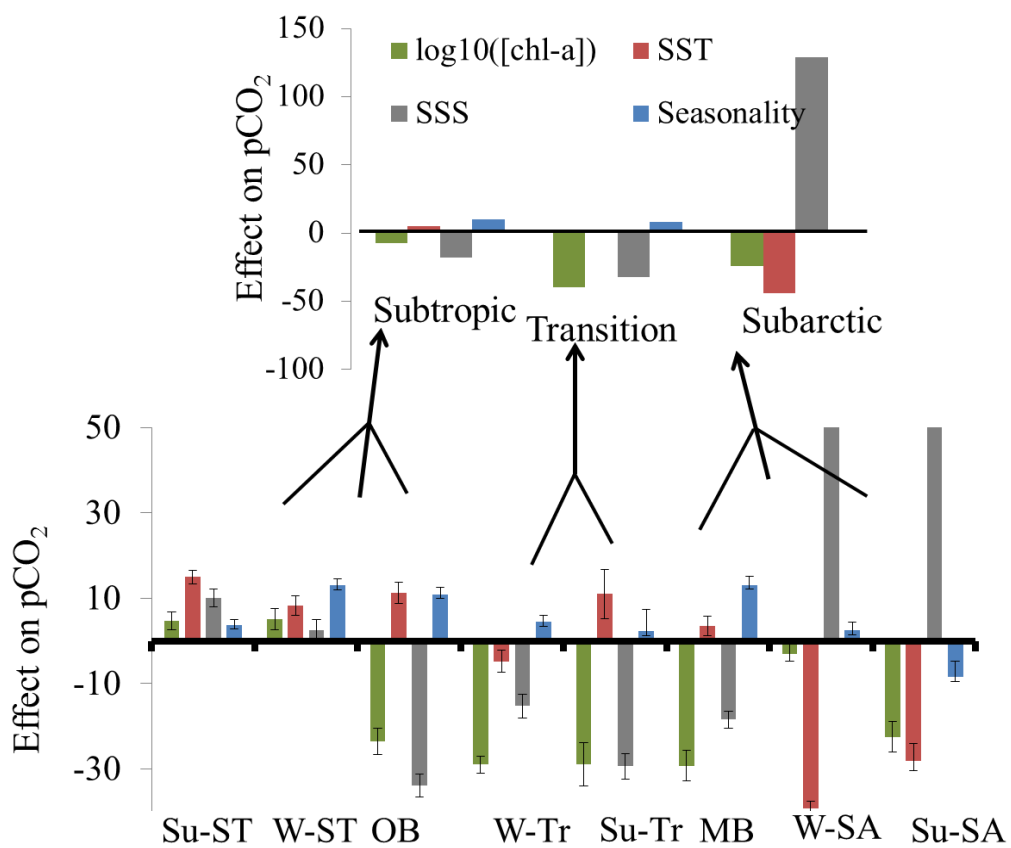 150
100
50
0
-50
-100
Effect on pCO2
log10([chl-a])
SST
SSS
Seasonality
Subtropic
Transition
Subarctic
50
30
10
-10
-30
Effect on pCO2
Su-ST W-ST OB W-Tr Su-Tr MB W-SA Su-SA